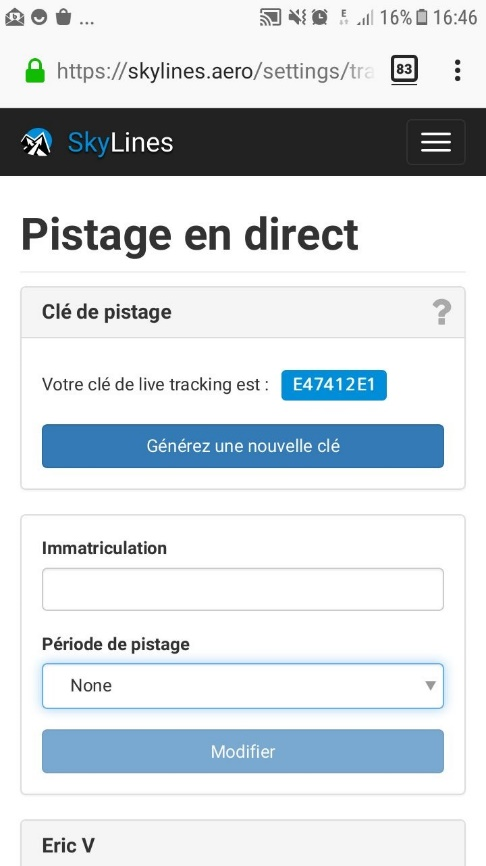 ... 16% 16:46
https://skylines.aero/settings/tra 83
SkyLines
Pistage en direct
Clé de pistage ?
Votre clé de live tracking est : E47412E1
Générez une nouvelle clé
Immatriculation
Période de pistage
None
Modifier
Eric V